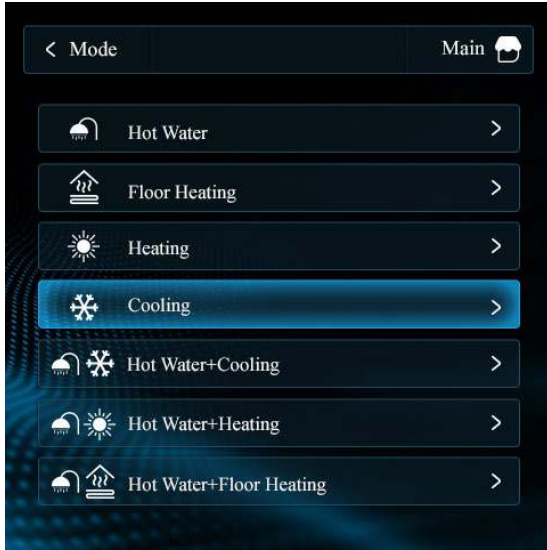 Mode
Main
Hot Water
Floor Heating
Heating
Cooling
Hot Water+Cooling
Hot Water+Heating
Hot Water+Floor Heating